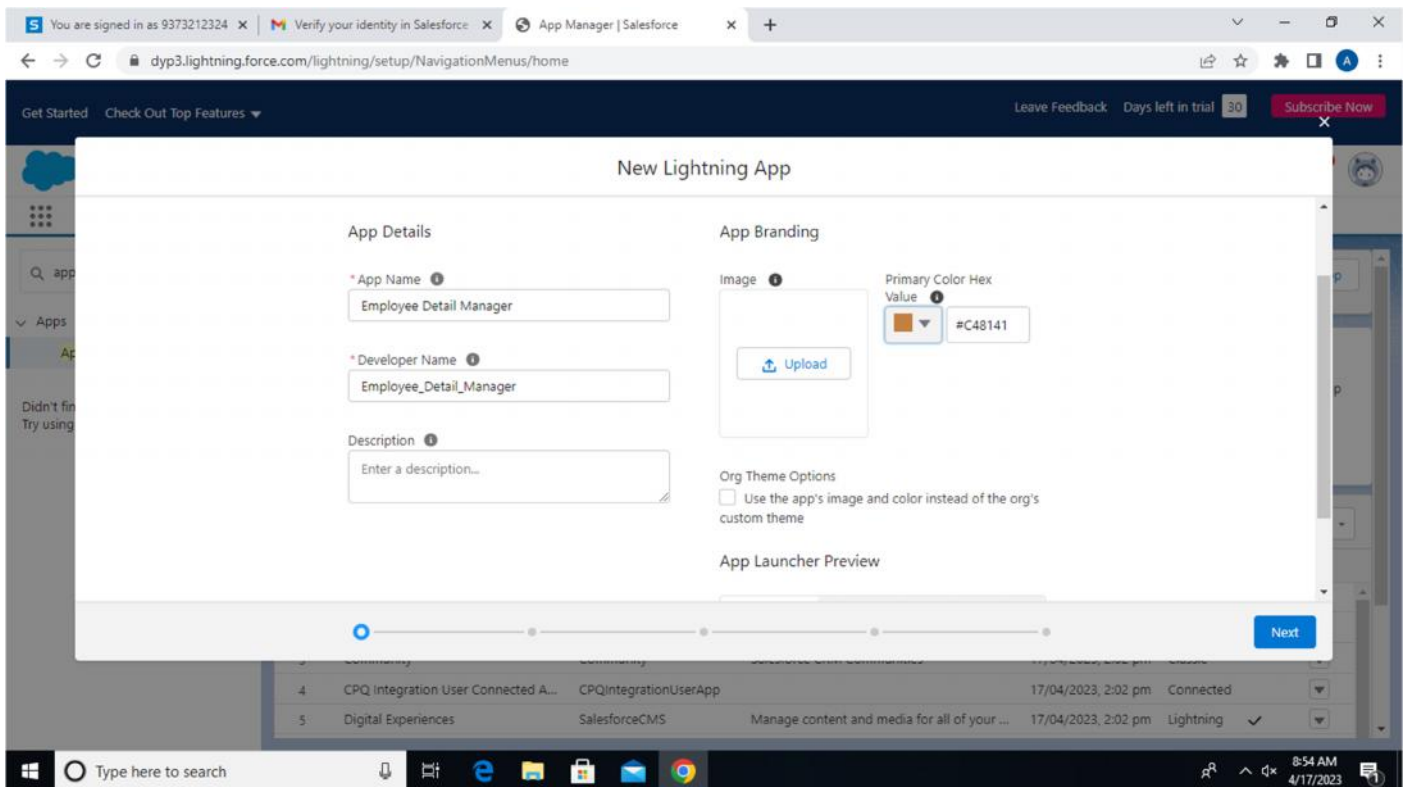 You are signed in as 9373212324
Verify your identity in Salesforce
App Manager | Salesforce
dyp3.lightning.force.com/lightning/setup/NavigationMenus/home
A
Get Started Check Out Top Features
Leave Feedback Days left in trial 30 Subscribe Now
New Lightning App
App Details
App Branding
app
*App Name
Image
Primary Color Hex
Value
Employee Detail Manager
#C48141
Apps
Ap
*Developer Name
Upload
Employee_Detail_Manager
Didn't fin
Try using
Description
Enter a description...
Org Theme Options
Use the app's image and color instead of the org's
custom theme
App Launcher Preview
Next
4 CPQ Integration User Connected A... CPQIntegrationUserApp 17/04/2023, 2:02 pm Connected
5 Digital Experiences SalesforceCMS Manage content and media for all of your ... 17/04/2023, 2:02 pm Lightning
Type here to search
8:54 AM
4/17/2023